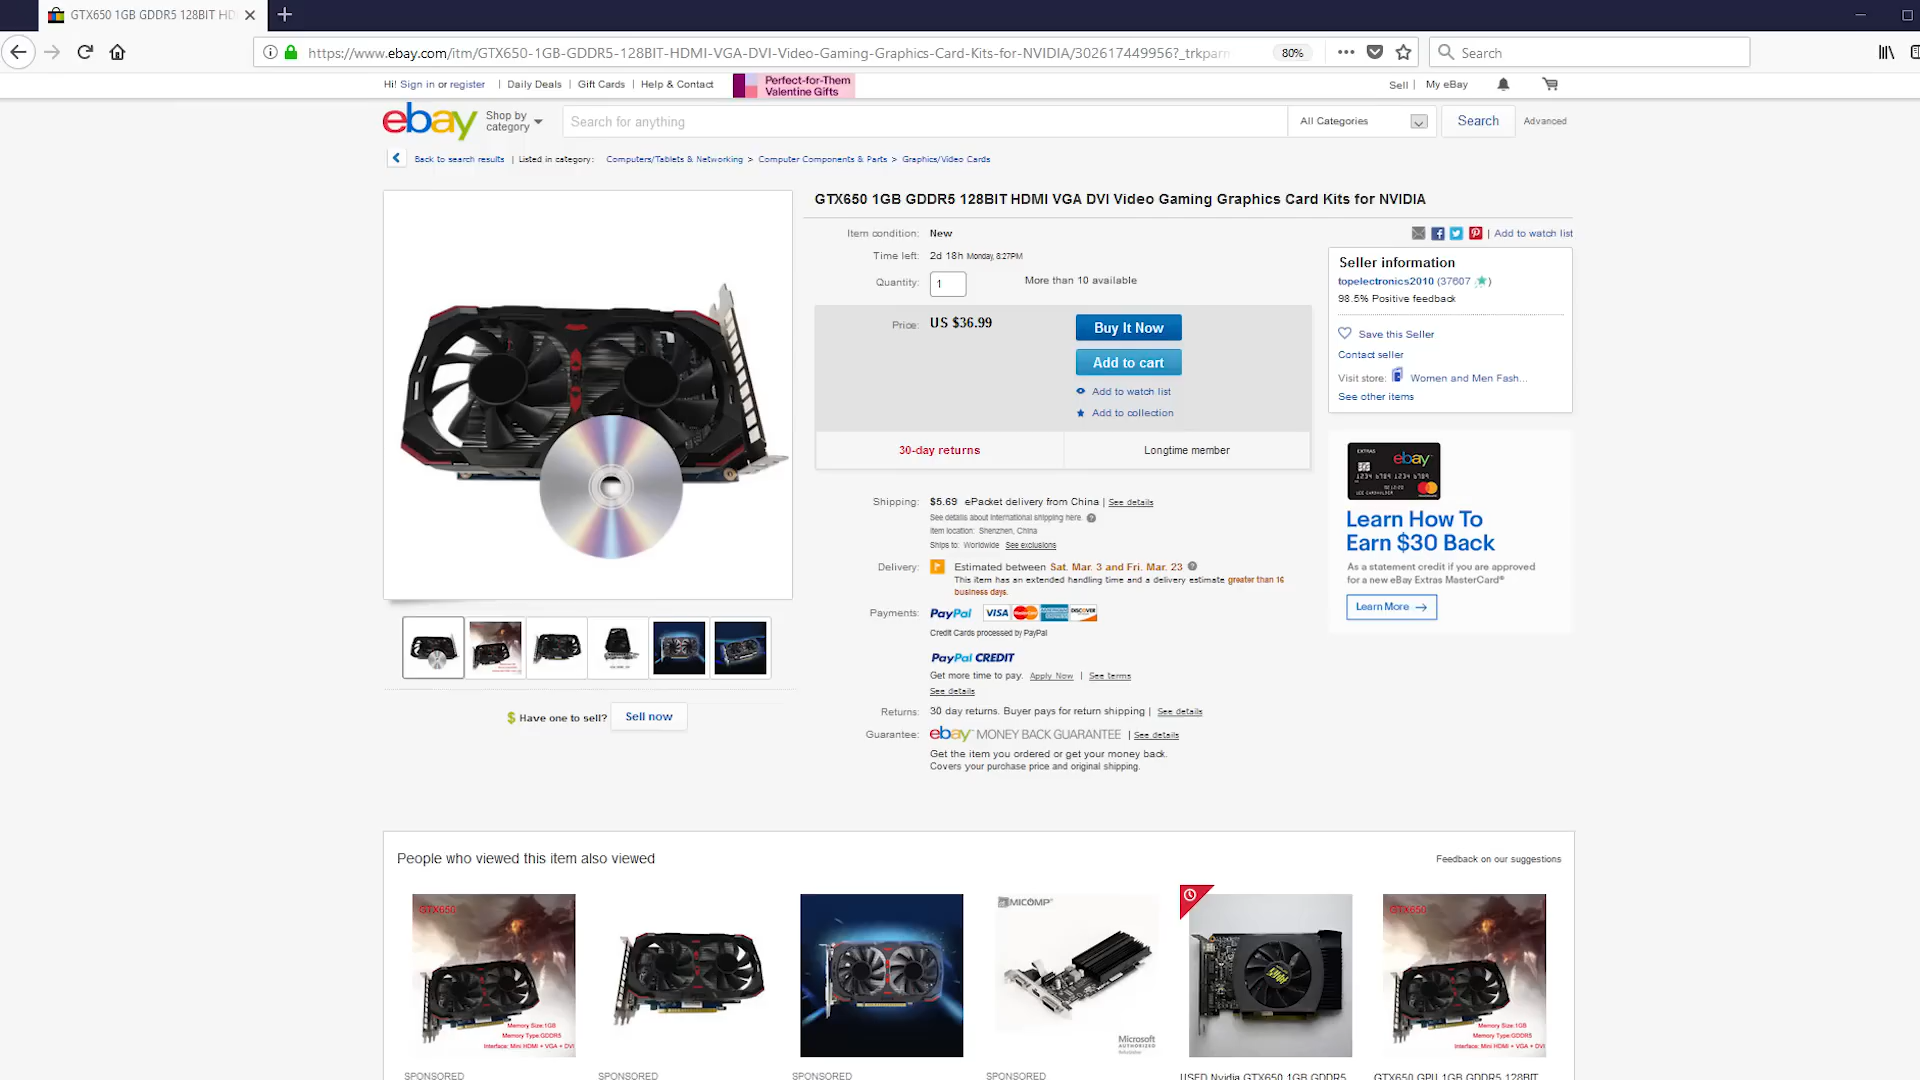 GTX650 1GB GDDR5 128BIT HD
https://www.ebay.com/itm/GTX650-1GB-GDDR5-128BIT-HDMI-VGA-DVI-Video-Gaming-Graphics-Card-Kits-for-NVIDIA/302617449956?_trkparm
80%
Search
Hi! Sign in or register | Daily Deals | Gift Cards | Help & Contact
Perfect-for-Them
Valentine Gifts
Sell | My eBay
ebay
Shop by
category
Search for anything
All Categories
Search
Advanced
Back to search results | Listed in category: Computers/Tablets & Networking > Computer Components & Parts > Graphics/Video Cards
GTX650 1GB GDDR5 128BIT HDMI VGA DVI Video Gaming Graphics Card Kits for NVIDIA
Item condition: New
| Add to watch list
Time left: 2d 18h Monday, 8:27PM
Quantity: 1 More than 10 available
Price: US $36.99
Buy It Now
Add to cart
Add to watch list
Add to collection
30-day returns
Longtime member
Seller information
topelectronics2010 (37607 )
98.5% Positive feedback
Save this Seller
Contact seller
Visit store: Women and Men Fash...
See other items
Shipping: $5.69 ePacket delivery from China | See details
See details about international shipping here.
Item location: Shenzhen, China
Ships to: Worldwide See exclusions
Delivery: Estimated between Sat. Mar. 3 and Fri. Mar. 23
This item has an extended handling time and a delivery estimate greater than 16
business days.
Payments: PayPal VISA MasterCard DISCOVER
Credit Cards processed by PayPal
PayPal CREDIT
Get more time to pay. Apply Now | See terms
See details
Returns: 30 day returns. Buyer pays for return shipping | See details
Guarantee: ebay MONEY BACK GUARANTEE | See details
Get the item you ordered or get your money back.
Covers your purchase price and original shipping.
EXTRAS ebay
Learn How To
Earn $30 Back
As a statement credit if you are approved
for a new eBay Extras MasterCard®
Learn More
$ Have one to sell? Sell now
People who viewed this item also viewed
Feedback on our suggestions
GTX650
Memory Size:1GB
Memory Type:GDDR5
Interface: Mini HDMI + VGA + DVI
MICOMP
Microsoft
AUTHORIZED
Refurbisher
GTX650
Memory Size:1GB
Memory Type:GDDR5
Interface: Mini HDMI + VGA + DVI
SPONSORED
SPONSORED
SPONSORED
SPONSORED
USED Nvidia GTX650 1GB GDDR5
GTX650 GPU 1GB GDDR5 128BIT